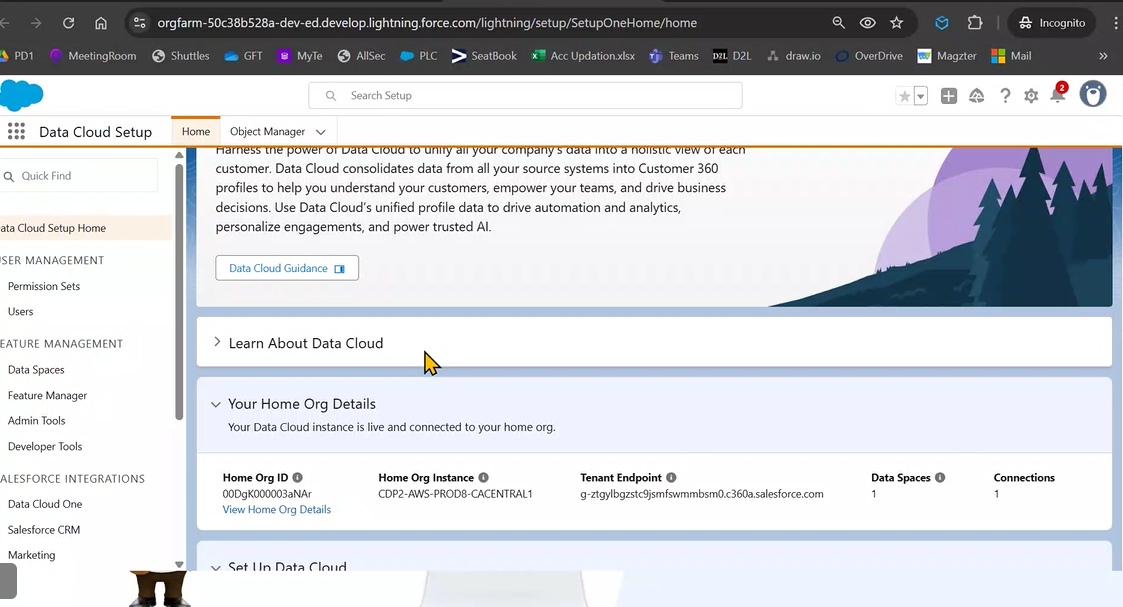 orgfarm-50c38b528a-dev-ed.develop.lightning.force.com/lightning/setup/SetupOneHome/home
Incognito
PD1
MeetingRoom
Shuttles
GFT
MyTe
AllSec
PLC
SeatBook
Acc Updation.xlsx
Teams
D2L D2L
draw.io
OverDrive
Magzter
Mail
»
Search Setup
2
Data Cloud Setup
Home
Object Manager
Quick Find
ata Cloud Setup Home
SER MANAGEMENT
Permission Sets
Users
EATURE MANAGEMENT
Data Spaces
Feature Manager
Admin Tools
Developer Tools
ALESFORCE INTEGRATIONS
Data Cloud One
Salesforce CRM
Marketing
Harness the power of Data Cloud to unify all your company's data into a holistic view of each
customer. Data Cloud consolidates data from all your source systems into Customer 360
profiles to help you understand your customers, empower your teams, and drive business
decisions. Use Data Cloud's unified profile data to drive automation and analytics,
personalize engagements, and power trusted AI.
Data Cloud Guidance
Learn About Data Cloud
Your Home Org Details
Your Data Cloud instance is live and connected to your home org.
Home Org ID
00DgK000003aNAr
View Home Org Details
Home Org Instance
CDP2-AWS-PROD8-CACENTRAL1
Tenant Endpoint
g-ztgylbgzstc9jsmfswmmbsm0.c360a.salesforce.com
Data Spaces
1
Connections
1
Set Up Data Cloud